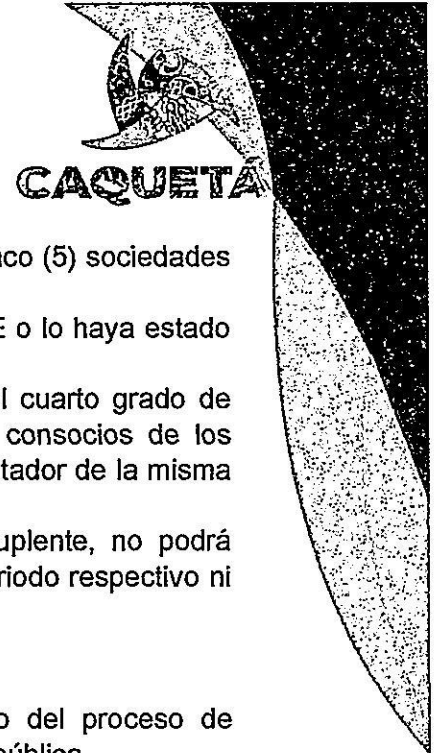 CAQUETÁ
co (5) sociedades
E o lo haya estado
l cuarto grado de
consocios de los
tador de la misma
uplente, no podrá
riodo respectivo ni
o del proceso de